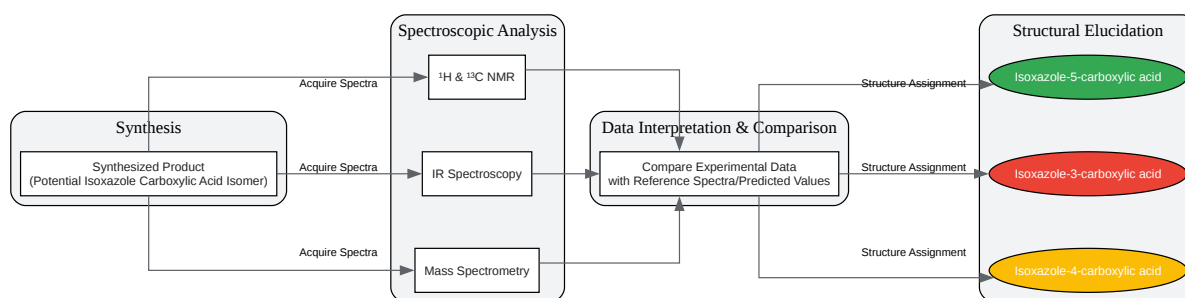 Spectroscopic Analysis
Structural Elucidation
¹H & ¹³C NMR
Isoxazole-5-carboxylic acid
Acquire Spectra
Structure Assignment
Synthesis
Data Interpretation & Comparison
Synthesized Product
(Potential Isoxazole Carboxylic Acid Isomer)
Acquire Spectra
IR Spectroscopy
Compare Experimental Data
with Reference Spectra/Predicted Values
Structure Assignment
Isoxazole-3-carboxylic acid
Acquire Spectra
Structure Assignment
Mass Spectrometry
Isoxazole-4-carboxylic acid